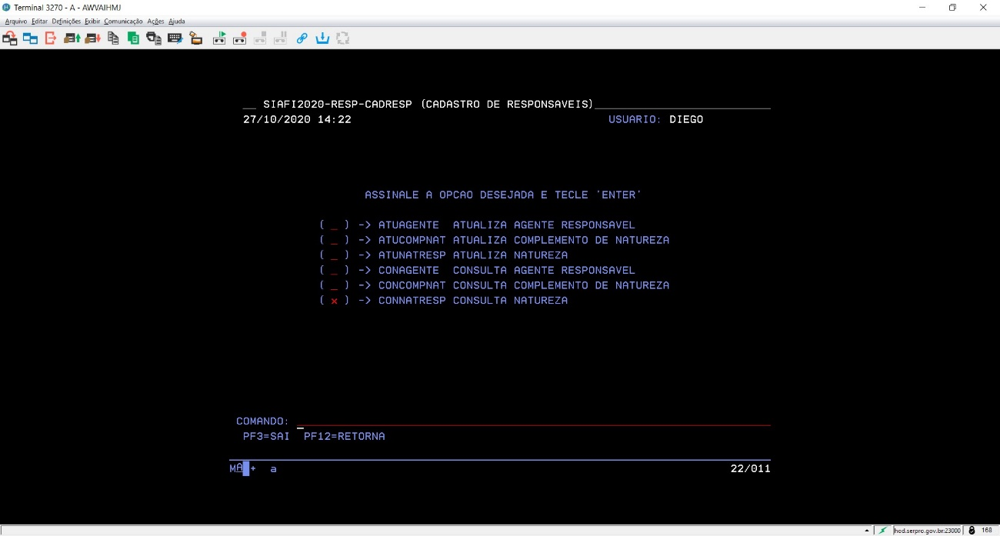 Terminal 3270 - A - AWVAIHMJ
Arquivo Editar Definições Exibir Comunicação Ações Ajuda
__ SIAFI2020-RESP-CADRESP (CADASTRO DE RESPONSAVEIS)__________________________
27/10/2020 14:22 USUARIO: DIEGO
ASSINALE A OPCAO DESEJADA E TECLE 'ENTER'
( _ ) -> ATUAGENTE ATUALIZA AGENTE RESPONSAVEL
( _ ) -> ATUCOMPNAT ATUALIZA COMPLEMENTO DE NATUREZA
( _ ) -> ATUNATRESP ATUALIZA NATUREZA
( _ ) -> CONAGENTE CONSULTA AGENTE RESPONSAVEL
( _ ) -> CONCOMPNAT CONSULTA COMPLEMENTO DE NATUREZA
( x ) -> CONNATRESP CONSULTA NATUREZA
COMANDO:
PF3=SAI PF12=RETORNA
MA + a 22/011
hod.serpro.gov.br:23000 168